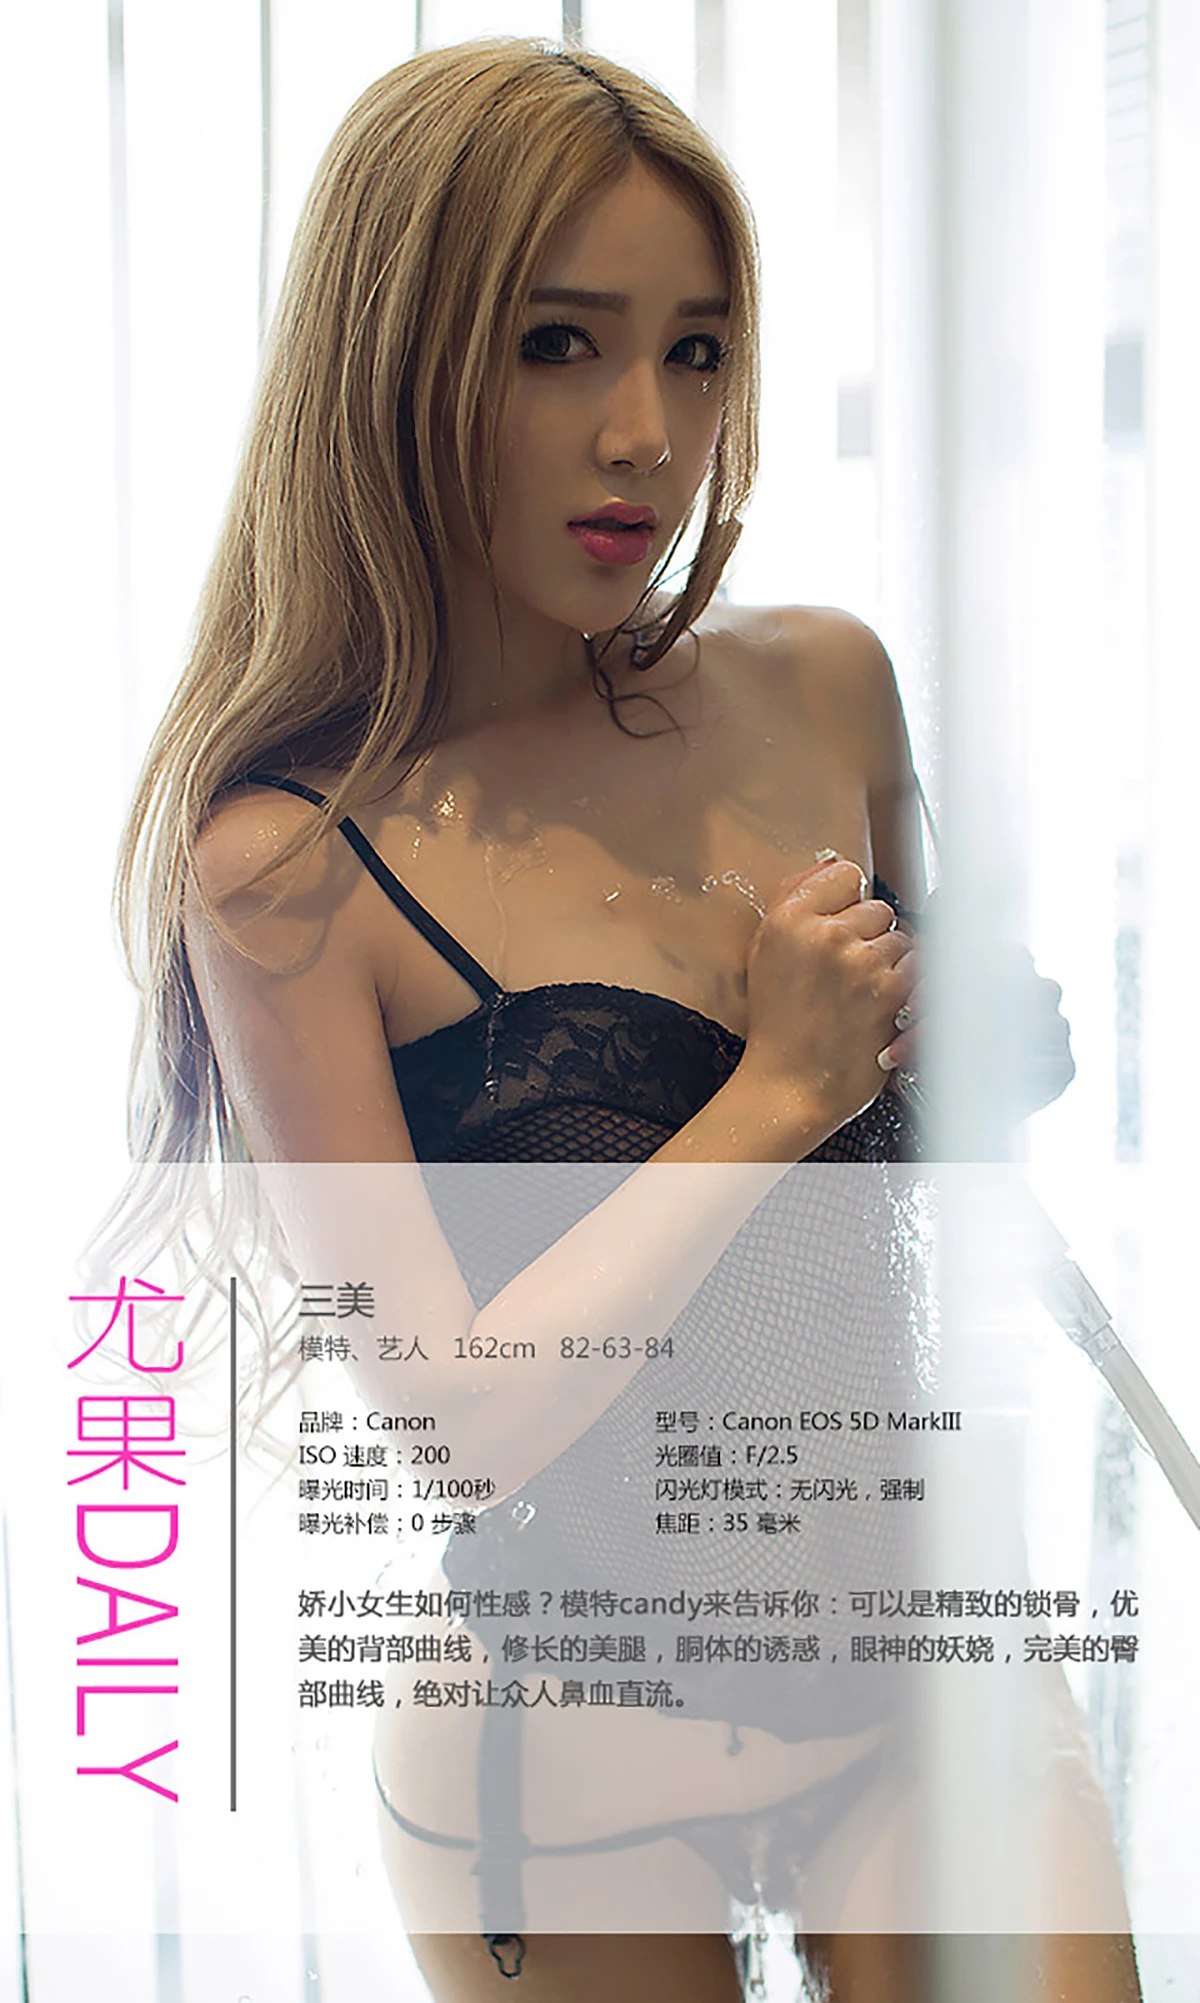 尤果DAILY
三美
模特、艺人 162cm 82-63-84
品牌：Canon 型号：Canon EOS 5D MarkIII
ISO 速度：200 光圈值：F/2.5
曝光时间：1/100秒 闪光灯模式：无闪光，强制
曝光补偿：0 步骤 焦距：35 毫米
娇小女生如何性感？模特candy来告诉你：可以是精致的锁骨，优
美的背部曲线，修长的美腿，胴体的诱惑，眼神的妖娆，完美的臀
部曲线，绝对让众人鼻血直流。